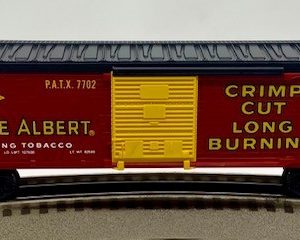 P.A.T.X. 7702
E ALBERT®
NG TOBACCO
CRIMP
CUT
LONG
BURNIN